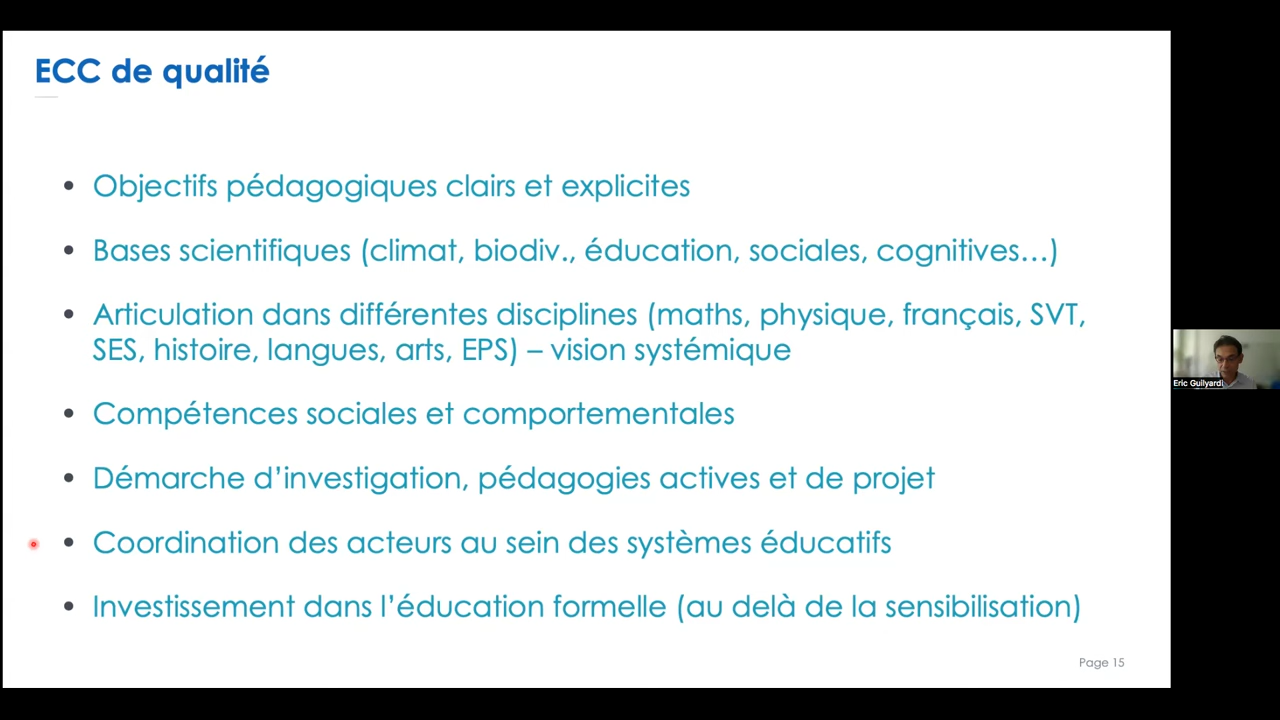 ECC de qualité
• Objectifs pédagogiques clairs et explicites
• Bases scientifiques (climat, biodiv., éducation, sociales, cognitives…)
• Articulation dans différentes disciplines (maths, physique, français, SVT,
SES, histoire, langues, arts, EPS) – vision systémique
• Compétences sociales et comportementales
• Démarche d’investigation, pédagogies actives et de projet
• Coordination des acteurs au sein des systèmes éducatifs
• Investissement dans l’éducation formelle (au delà de la sensibilisation)
Page 15
Eric Guilyardi